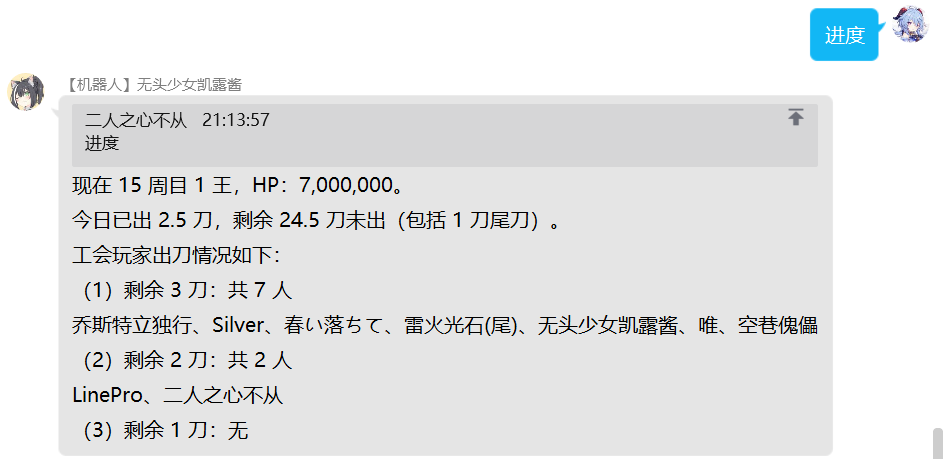 进度
【机器人】无头少女凯露酱
二人之心不从 21:13:57
进度
现在 15 周目 1 王，HP：7,000,000。
今日已出 2.5 刀，剩余 24.5 刀未出（包括 1 刀尾刀）。
工会玩家出刀情况如下：
（1）剩余 3 刀：共 7 人
乔斯特立独行、Silver、春い落ちて、雷火光石(尾)、无头少女凯露酱、唯、空巷傀儡
（2）剩余 2 刀：共 2 人
LinePro、二人之心不从
（3）剩余 1 刀：无